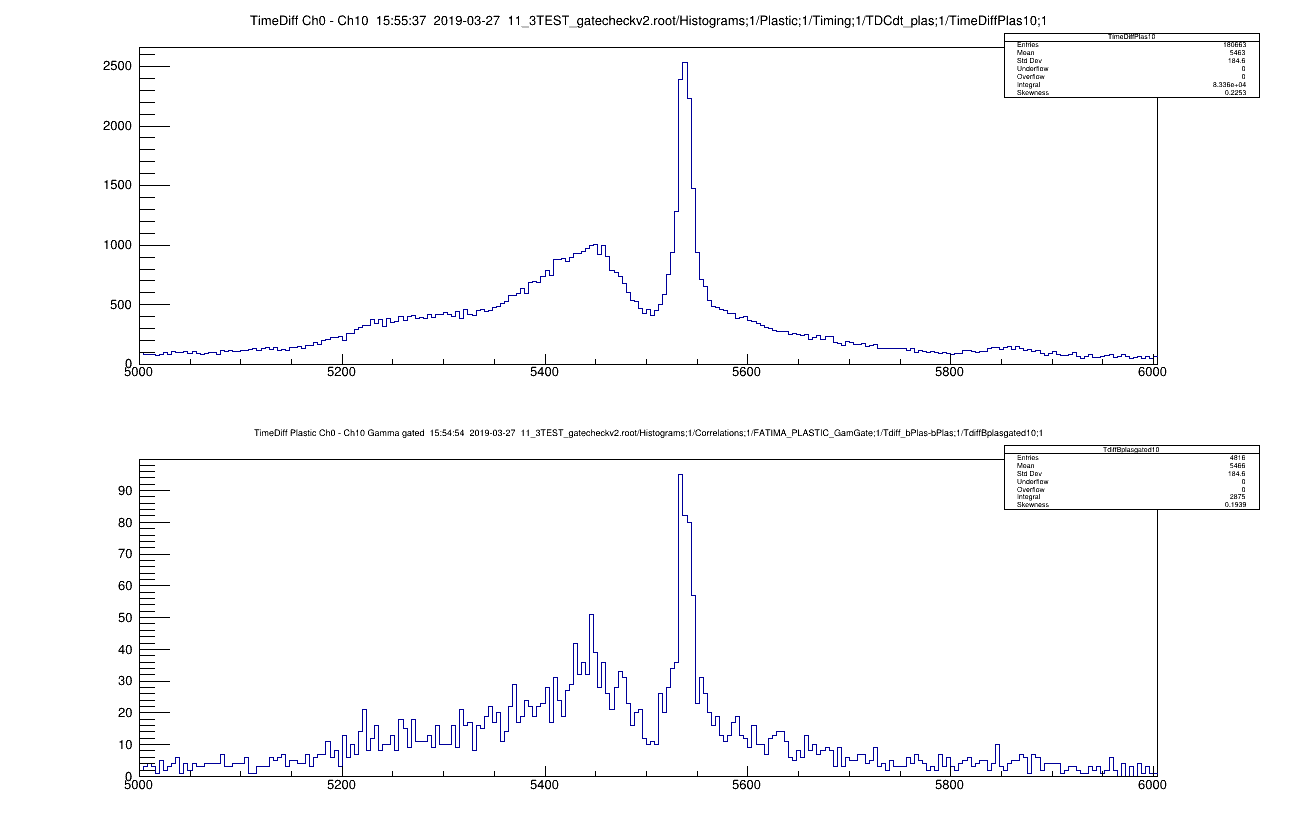 TimeDiff Ch0 - Ch10 15:55:37 2019-03-27 11_3TEST_gatecheckv2.root/Histograms;1/Plastic;1/Timing;1/TDCdt_plas;1/TimeDiffPlas10;1
TimeDiffPlas10
Entries 180663
Mean 5463
Std Dev 184.6
Underflow 0
Overflow 0
Integral 8.336e+04
Skewness 0.2253
2500
2000
1500
1000
500
0
5000 5200 5400 5600 5800 6000
TimeDiff Plastic Ch0 - Ch10 Gamma gated 15:54:54 2019-03-27 11_3TEST_gatecheckv2.root/Histograms;1/Correlations;1/FATIMA_PLASTIC_GamGate;1/Tdiff_bPlas-bPlas;1/TdiffBplasgated10;1
TdiffBplasgated10
Entries 4816
Mean 5466
Std Dev 184.6
Underflow 0
Overflow 0
Integral 2875
Skewness 0.1939
90
80
70
60
50
40
30
20
10
0
5000 5200 5400 5600 5800 6000